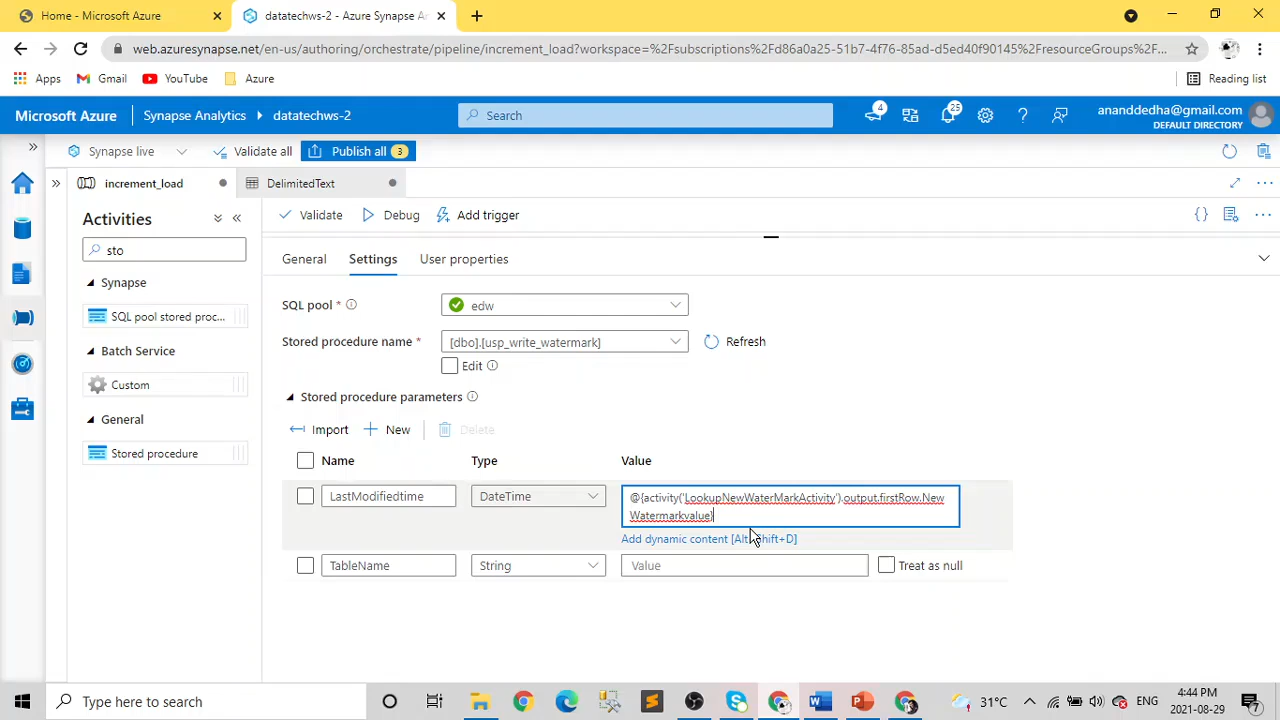 Home - Microsoft Azure
datatechws-2 - Azure Synapse An
web.azuresynapse.net/en-us/authoring/orchestrate/pipeline/increment_load?workspace=%2Fsubscriptions%2Fd86a0a25-51b7-4f76-85ad-d5ed40f90145%2FresourceGroups%2F...
Apps
Gmail
YouTube
Azure
Reading list
Microsoft Azure
Synapse Analytics
datatechws-2
Search
4
25
ananddedha@gmail.com
DEFAULT DIRECTORY
Synapse live
Validate all
Publish all 3
increment_load
DelimitedText
Activities
Validate
Debug
Add trigger
sto
General
Settings
User properties
Synapse
SQL pool stored proc...
Batch Service
Custom
General
Stored procedure
SQL pool *
edw
Stored procedure name *
[dbo].[usp_write_watermark]
Refresh
Edit
Stored procedure parameters
Import
New
Delete
Name
Type
Value
LastModifiedtime
DateTime
@{activity('LookupNewWaterMarkActivity').output.firstRow.New
Watermarkvalue}
Add dynamic content [Alt+Shift+D]
TableName
String
Value
Treat as null
Type here to search
31°C
ENG
4:44 PM
2021-08-29
7